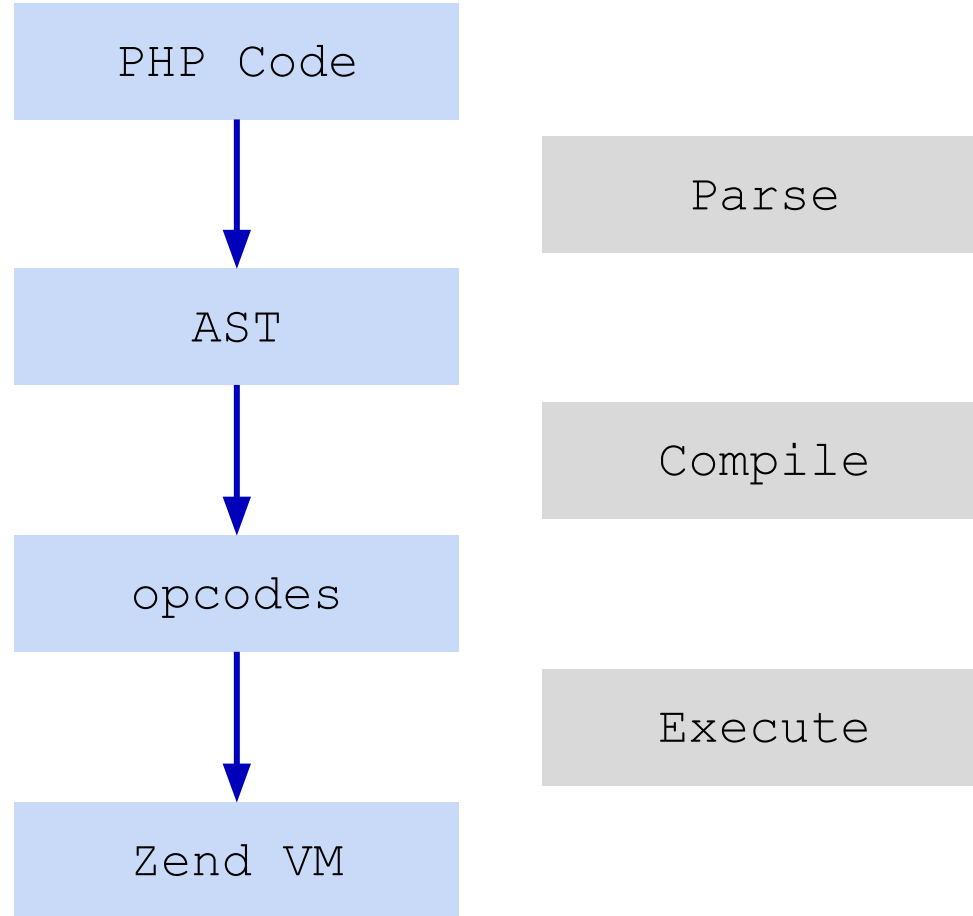 PHP Code
Parse
AST
Compile
opcodes
Execute
Zend VM